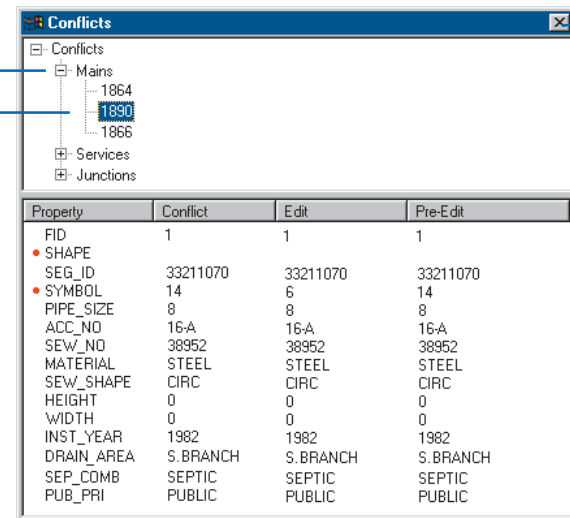 Conflicts
Conflicts
Mains
1864
1890
1866
Services
Junctions
Property Conflict Edit Pre-Edit
FID 1 1 1
SHAPE
SEG_ID 33211070 33211070 33211070
SYMBOL 14 6 14
PIPE_SIZE 8 8 8
ACC_NO 16-A 16-A 16-A
SEW_NO 38952 38952 38952
MATERIAL STEEL STEEL STEEL
SEW_SHAPE CIRC CIRC CIRC
HEIGHT 0 0 0
WIDTH 0 0 0
INST_YEAR 1982 1982 1982
DRAIN_AREA S.BRANCH S.BRANCH S.BRANCH
SEP_COMB SEPTIC SEPTIC SEPTIC
PUB_PRI PUBLIC PUBLIC PUBLIC